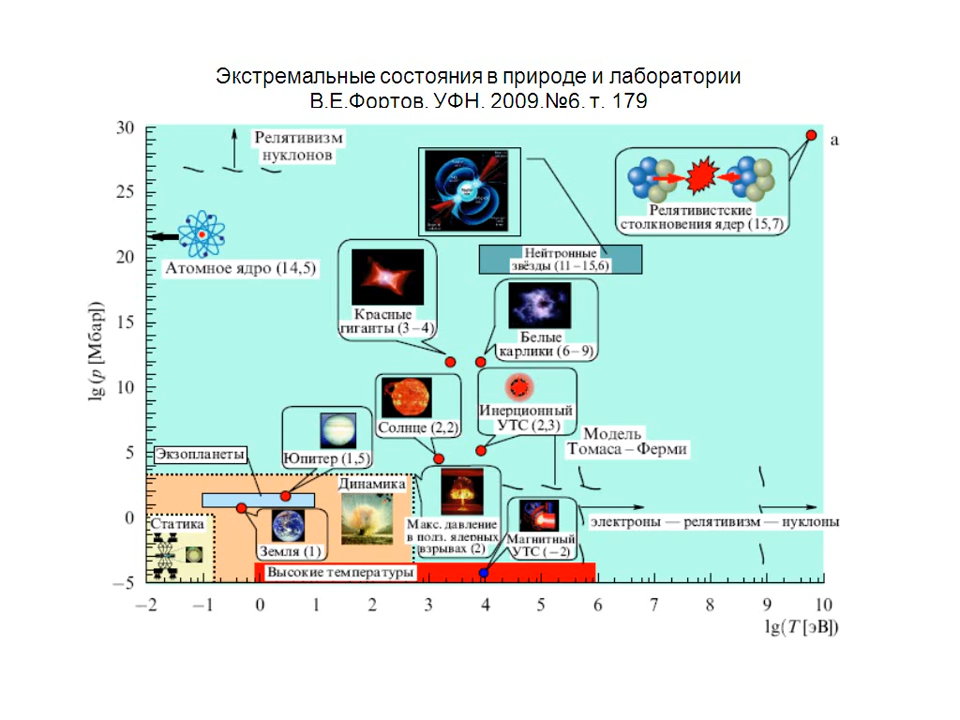 Экстремальные состояния в природе и лаборатории
В.Е.Фортов. УФН. 2009.№6. т. 179
lg(p [Мбар])
30
25
20
15
10
5
0
−5
а
Релятивизм
нуклонов
Релятивистские
столкновения ядер (15,7)
Атомное ядро (14,5)
Нейтронные
звёзды (11–15,6)
Красные
гиганты (3–4)
Белые
карлики (6–9)
Солнце (2,2)
Инерционный
УТС (2,3)
Модель
Томаса–Ферми
Экзопланеты
Юпитер (1,5)
Динамика
Статика
Земля (1)
Макс. давление
в подз. ядерных
взрывах (2)
Магнитный
УТС (−2)
электроны — релятивизм — нуклоны
Высокие температуры
−2 −1 0 1 2 3 4 5 6 7 8 9 10
lg(T [эВ])